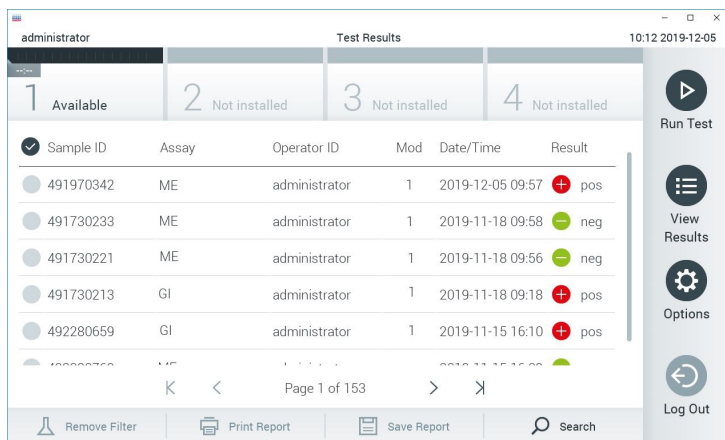 administrator Test Results 10:12 2019-12-05
--:--
1 Available 2 Not installed 3 Not installed 4 Not installed
Run Test
Sample ID Assay Operator ID Mod Date/Time Result
491970342 ME administrator 1 2019-12-05 09:57 pos
491730233 ME administrator 1 2019-11-18 09:58 neg
View
Results
491730221 ME administrator 1 2019-11-18 09:56 neg
491730213 GI administrator 1 2019-11-18 09:18 pos
Options
492280659 GI administrator 1 2019-11-15 16:10 pos
Page 1 of 153
Log Out
Remove Filter Print Report Save Report Search